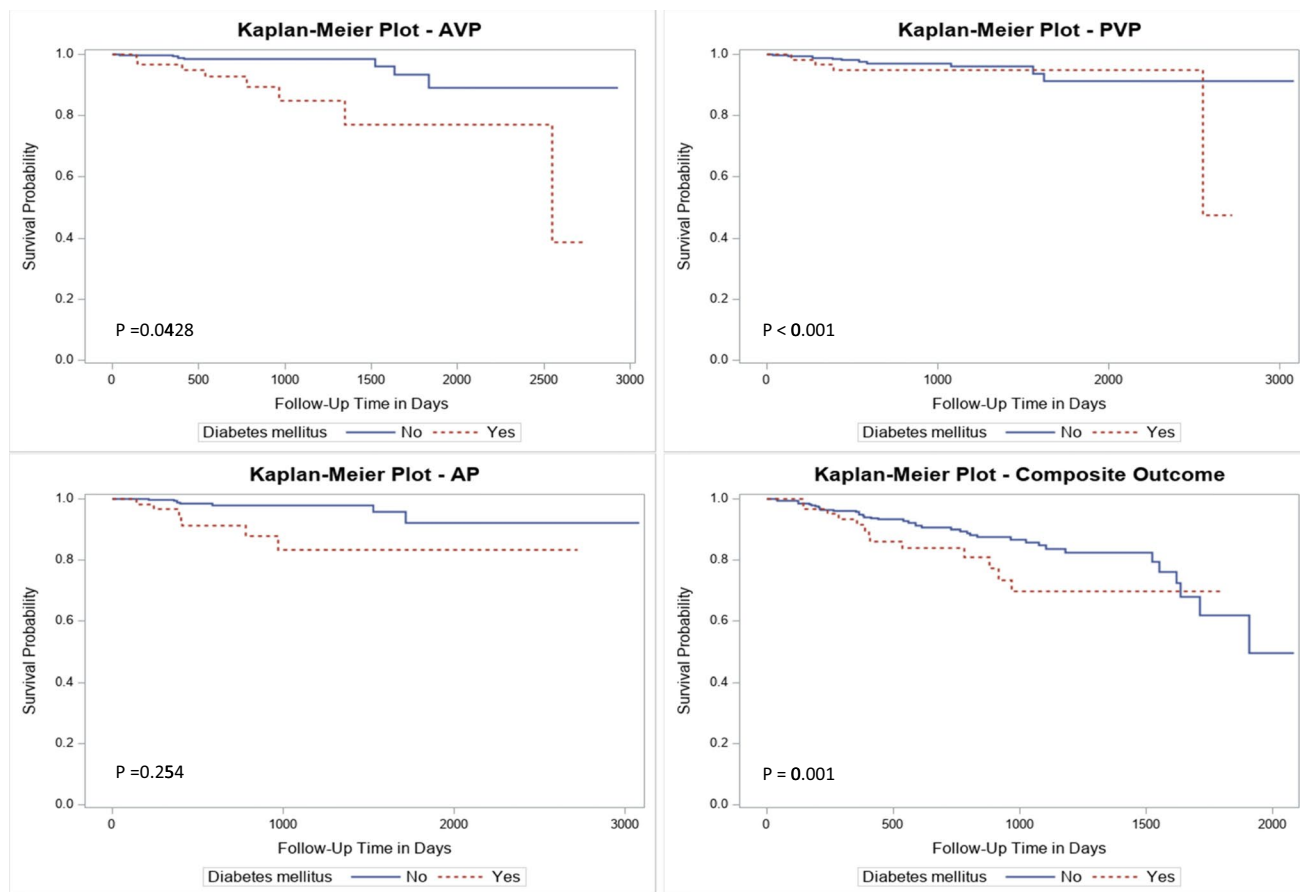 Kaplan-Meier Plot - AVP
1.0
0.8
0.6
0.4
0.2
0.0
Survival Probability
P =0.0428
0 500 1000 1500 2000 2500 3000
Follow-Up Time in Days
Diabetes mellitus No Yes
Kaplan-Meier Plot - PVP
1.0
0.8
0.6
0.4
0.2
0.0
Survival Probability
P < 0.001
0 1000 2000 3000
Follow-Up Time in Days
Diabetes mellitus No Yes
Kaplan-Meier Plot - AP
1.0
0.8
0.6
0.4
0.2
0.0
Survival Probability
P =0.254
0 1000 2000 3000
Follow-Up Time in Days
Diabetes mellitus No Yes
Kaplan-Meier Plot - Composite Outcome
1.0
0.8
0.6
0.4
0.2
0.0
Survival Probability
P = 0.001
0 500 1000 1500 2000
Follow-Up Time in Days
Diabetes mellitus No Yes